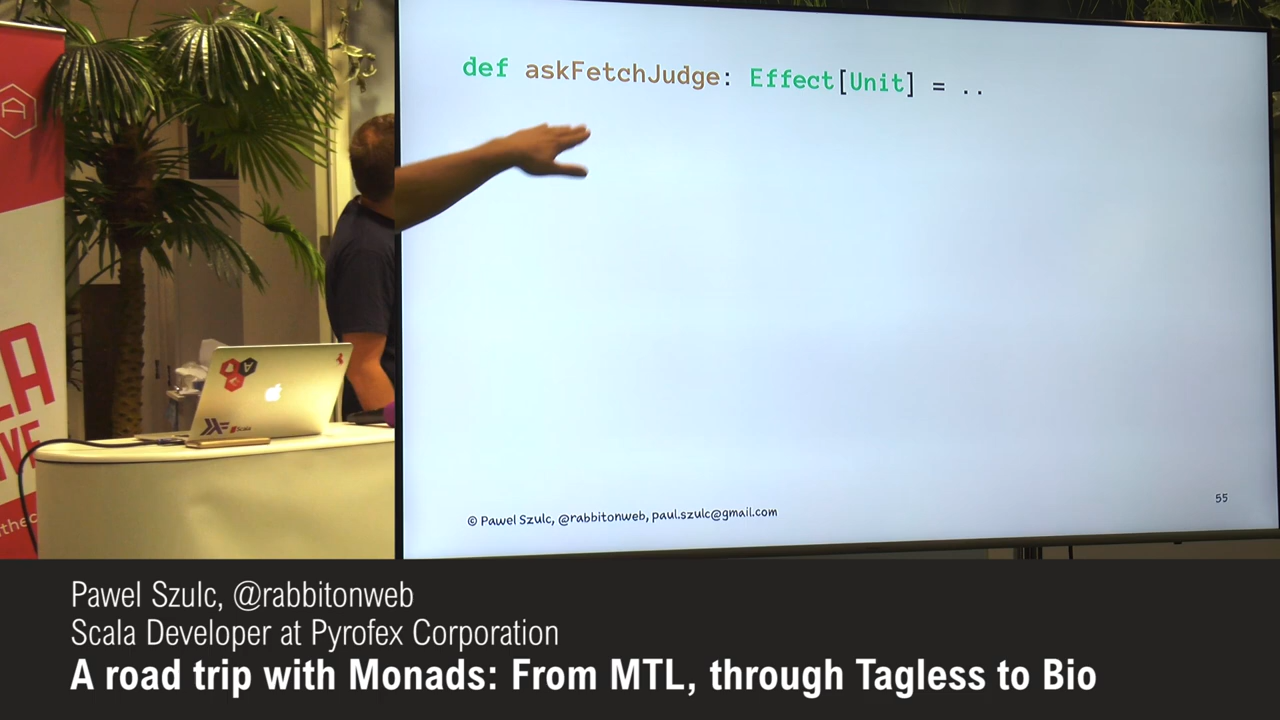 def askFetchJudge: Effect[Unit] = ..
55
© Pawel Szulc, @rabbitonweb, paul.szulc@gmail.com
Scala
Pawel Szulc, @rabbitonweb
Scala Developer at Pyrofex Corporation
A road trip with Monads: From MTL, through Tagless to Bio